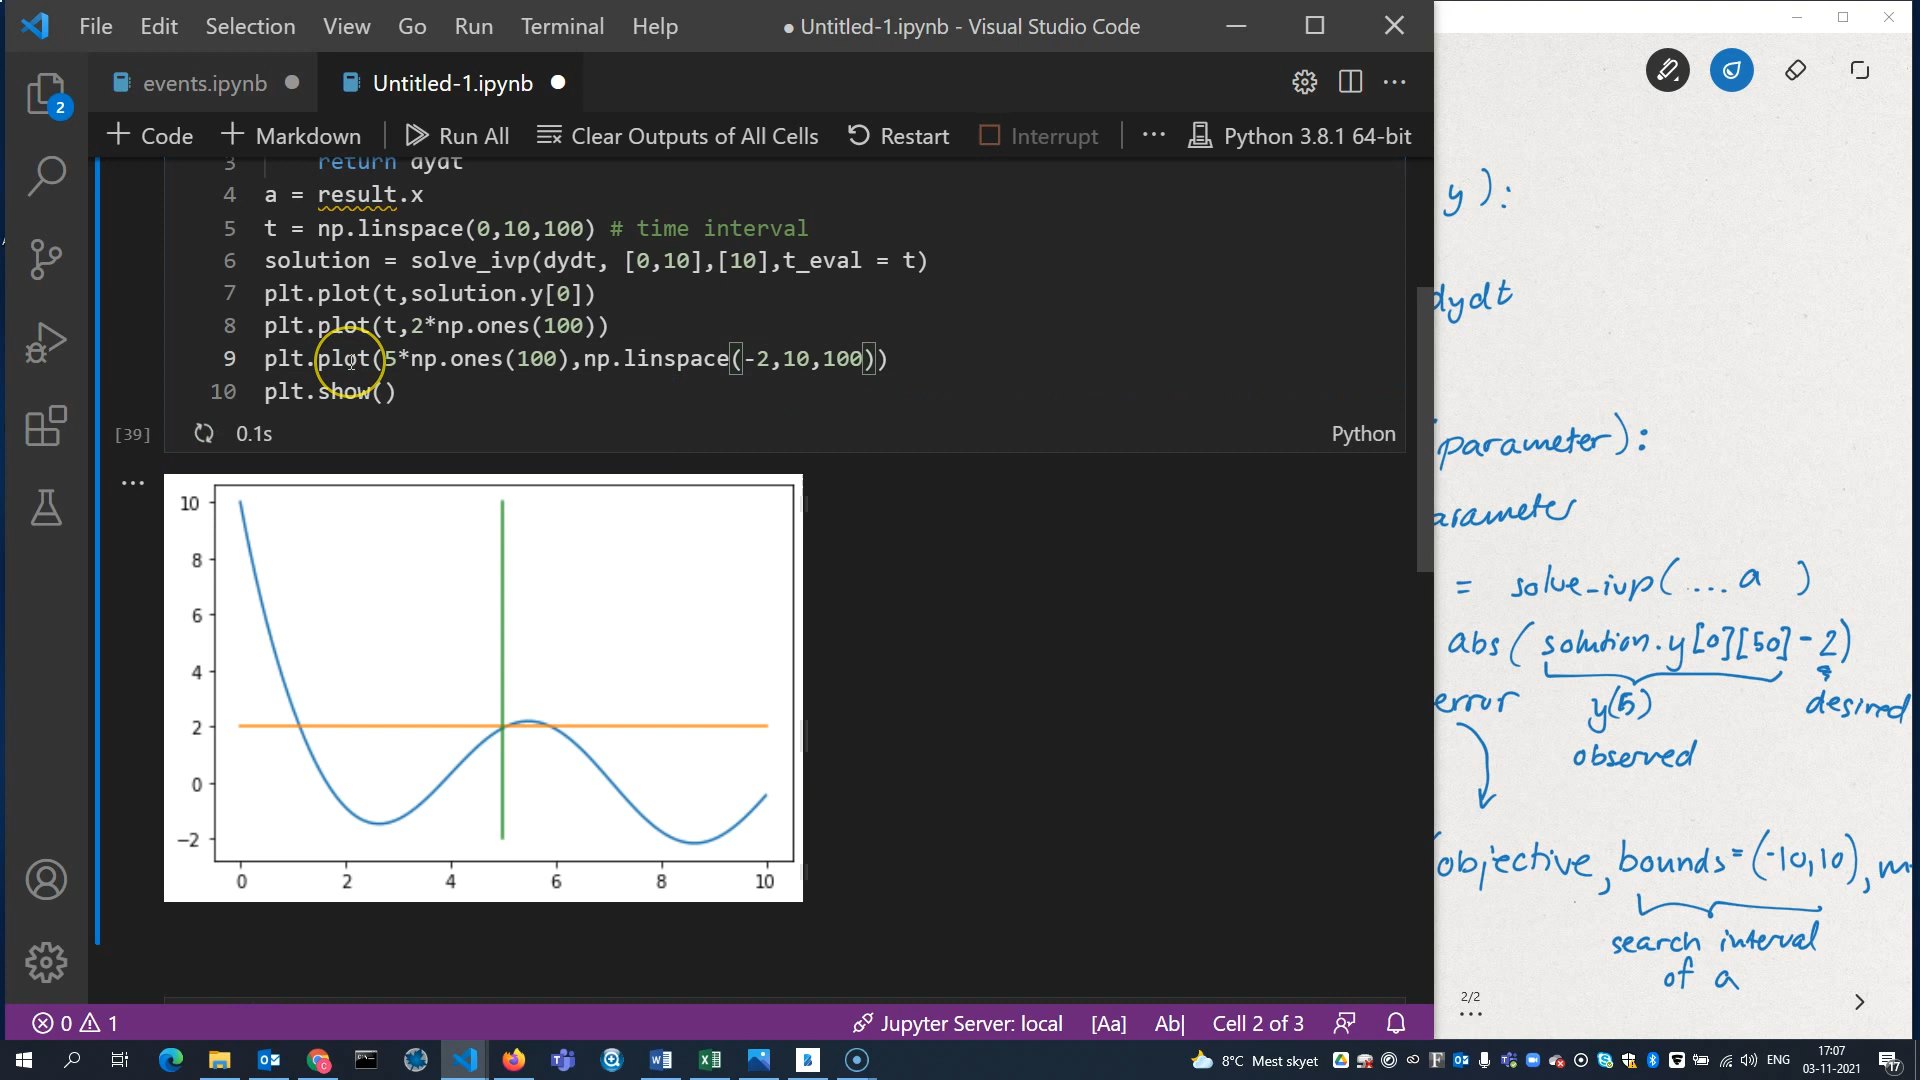 File Edit Selection View Go Run Terminal Help ● Untitled-1.ipynb - Visual Studio Code
events.ipynb Untitled-1.ipynb
+ Code + Markdown Run All Clear Outputs of All Cells Restart Interrupt ... Python 3.8.1 64-bit
2
3 return dydt
4 a = result.x
5 t = np.linspace(0,10,100) # time interval
6 solution = solve_ivp(dydt, [0,10],[10],t_eval = t)
7 plt.plot(t,solution.y[0])
8 plt.plot(t,2*np.ones(100))
9 plt.plot(5*np.ones(100),np.linspace(-2,10,100))
10 plt.show()
[39] 0.1s Python
10
8
6
4
2
0
−2
0 2 4 6 8 10
0 1 Jupyter Server: local [Aa] Ab| Cell 2 of 3
y ):
dydt
parameter ):
arameter
= solve_ivp( ... a )
abs ( solution.y[0][50] - 2)
error y(5) desired
observed
objective, bounds=(-10,10), m
search interval
of a
2/2
8°C Mest skyet ENG 17:07
03-11-2021
17